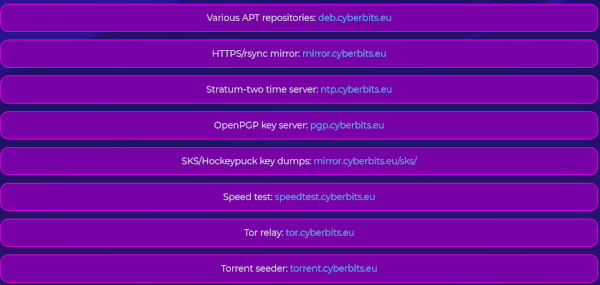 Various APT repositories: deb.cyberbits.eu
HTTPS/rsync mirror: mirror.cyberbits.eu
Stratum-two time server: ntp.cyberbits.eu
OpenPGP key server: pgp.cyberbits.eu
SKS/Hockeypuck key dumps: mirror.cyberbits.eu/sks/
Speed test: speedtest.cyberbits.eu
Tor relay: tor.cyberbits.eu
Torrent seeder: torrent.cyberbits.eu